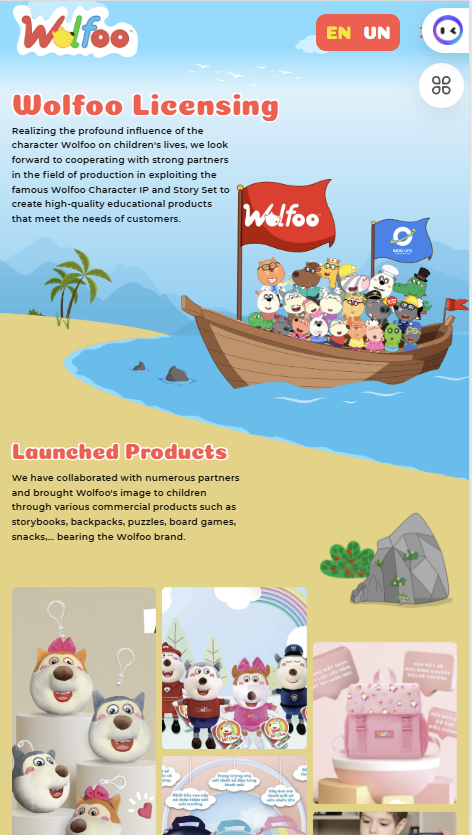 Wolfoo
EN UN
Wolfoo Licensing
Realizing the profound influence of the
character Wolfoo on children's lives, we look
forward to cooperating with strong partners
in the field of production in exploiting the
famous Wolfoo Character IP and Story Set to
create high-quality educational products
that meet the needs of customers.
Wolfoo
Launched Products
We have collaborated with numerous partners
and brought Wolfoo's image to children
through various commercial products such as
storybooks, backpacks, puzzles, board games,
snacks,... bearing the Wolfoo brand.